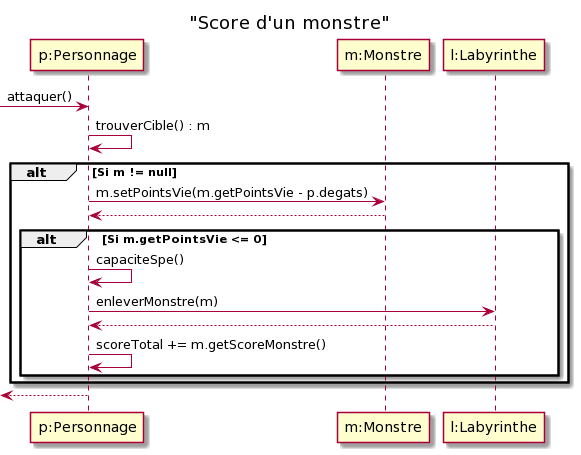 "Score d'un monstre"
p:Personnage m:Monstre l:Labyrinthe
attaquer()
trouverCible() : m
alt [Si m != null]
m.setPointsVie(m.getPointsVie - p.degats)
alt [Si m.getPointsVie <= 0]
capaciteSpe()
enleverMonstre(m)
scoreTotal += m.getScoreMonstre()
p:Personnage m:Monstre l:Labyrinthe